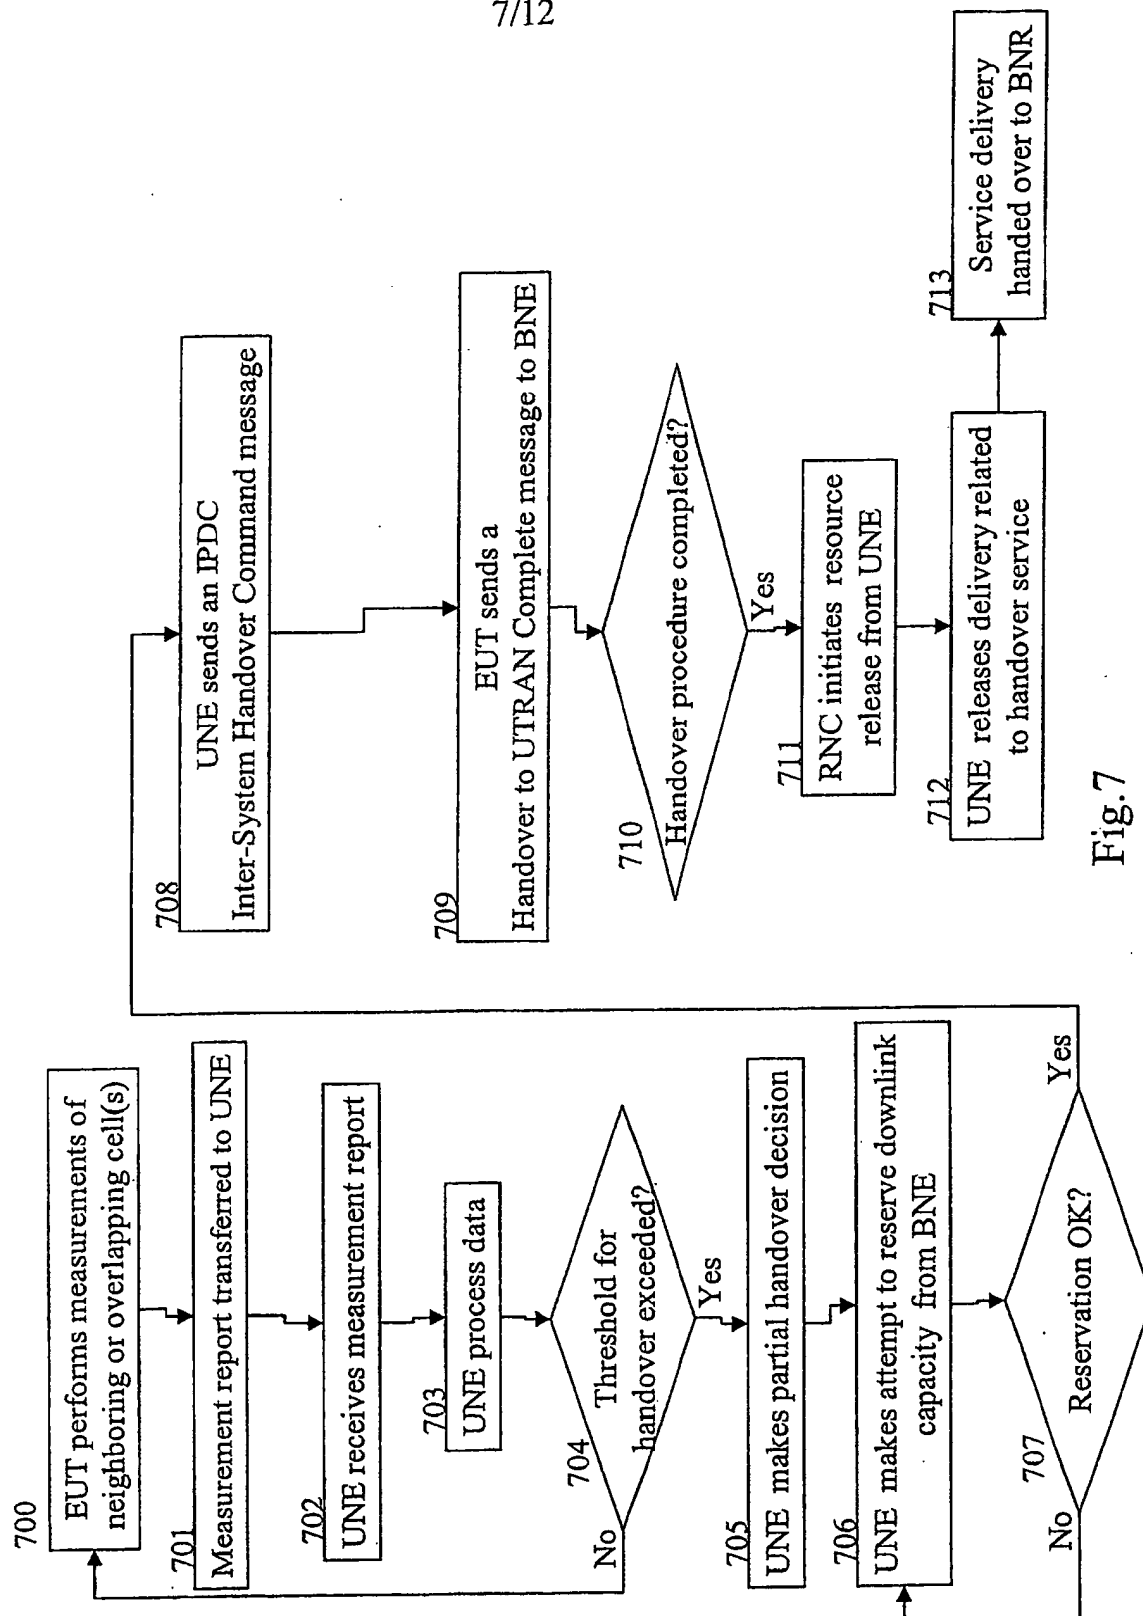 7/12
700
EUT performs measurements of
neighboring or overlapping cell(s)
701
Measurement report transferred to UNE
702
UNE receives measurement report
703
UNE process data
704
Threshold for
handover exceeded?
No
Yes
705
UNE makes partial handover decision
706
UNE makes attempt to reserve downlink
capacity from BNE
707
Reservation OK?
No
Yes
708
UNE sends an IPDC
Inter-System Handover Command message
709
EUT sends a
Handover to UTRAN Complete message to BNE
710
Handover procedure completed?
Yes
711
RNC initiates resource
release from UNE
712
UNE releases delivery related
to handover service
713
Service delivery
handed over to BNR
Fig.7